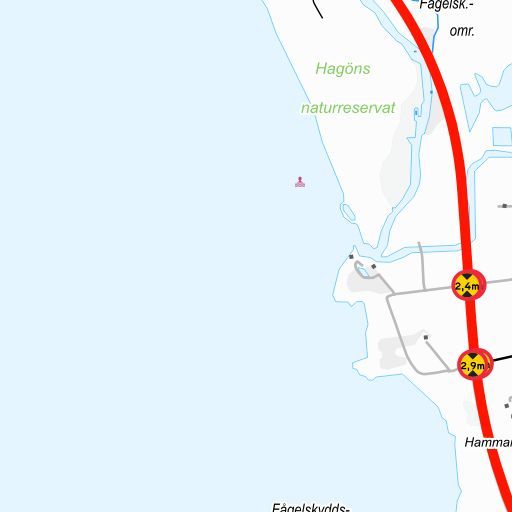 Fågelsk.-
omr.
Hagöns
naturreservat
2,4m
2,9m
Hammar
Fågelskydds-